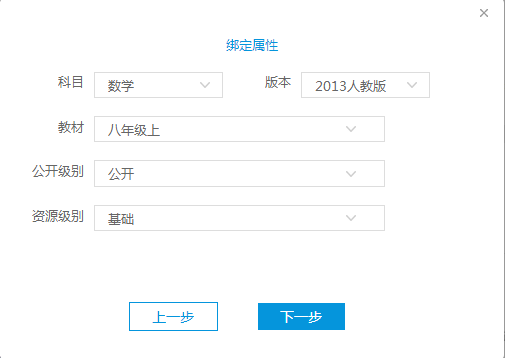 绑定属性
科目 数学 版本 2013人教版
教材 八年级上
公开级别 公开
资源级别 基础
上一步 下一步